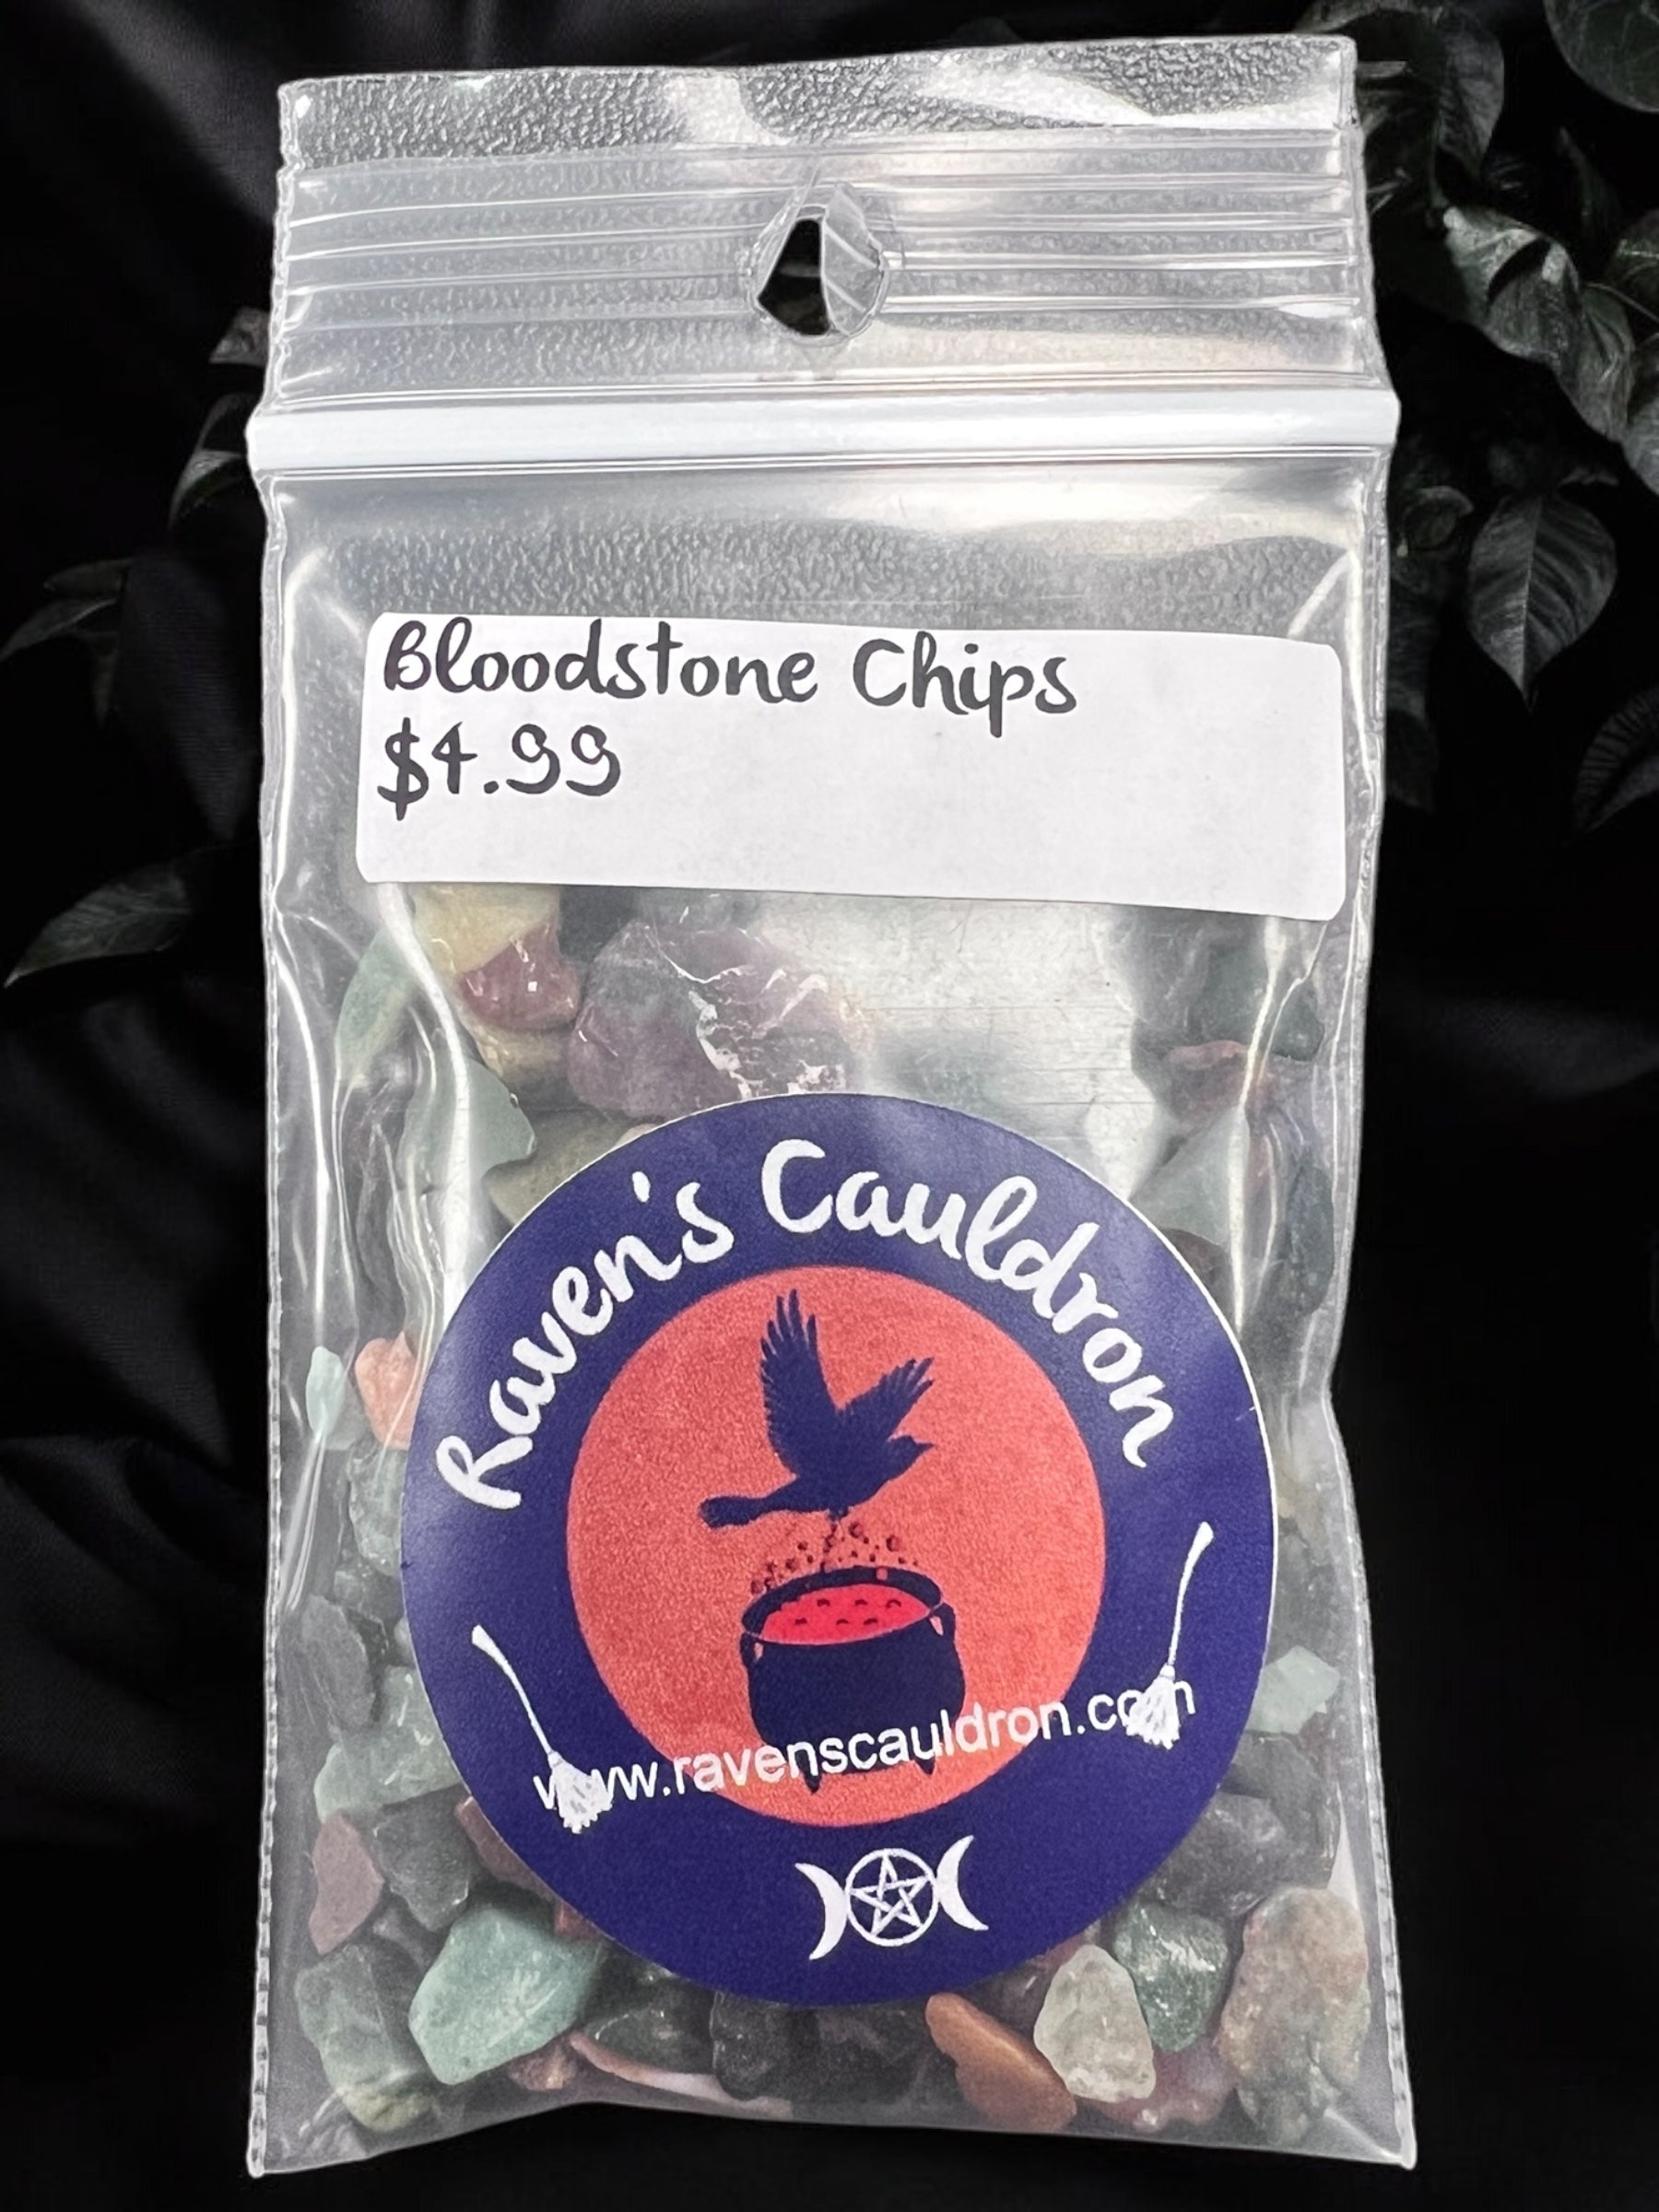 Bloodstone Chips
$4.99
Raven's Cauldron
www.ravenscauldron.com